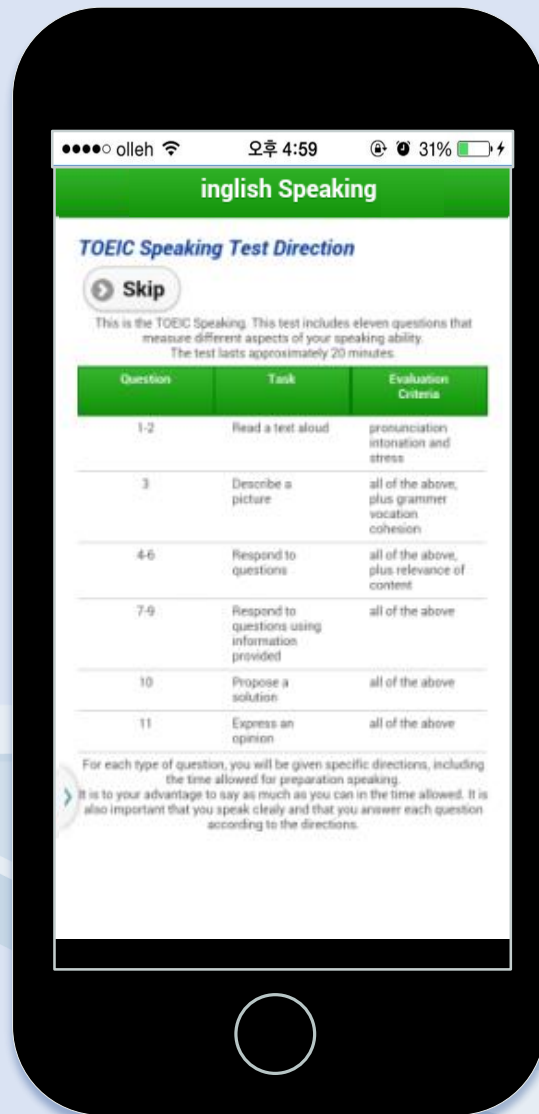 olleh 오후 4:59 31%
inglish Speaking
TOEIC Speaking Test Direction
Skip
This is the TOEIC Speaking. This test includes eleven questions that
measure different aspects of your speaking ability.
The test lasts approximately 20 minutes.
Question Task Evaluation
Criteria
1-2 Read a text aloud pronunciation
intonation and
stress
3 Describe a all of the above,
picture plus grammer
vocation
cohesion
4-6 Respond to all of the above,
questions plus relevance of
content
7-9 Respond to all of the above
questions using
information
provided
10 Propose a all of the above
solution
11 Express an all of the above
opinion
For each type of question, you will be given specific directions, including
the time allowed for preparation speaking.
It is to your advantage to say as much as you can in the time allowed. It is
also important that you speak clealy and that you answer each question
according to the directions.